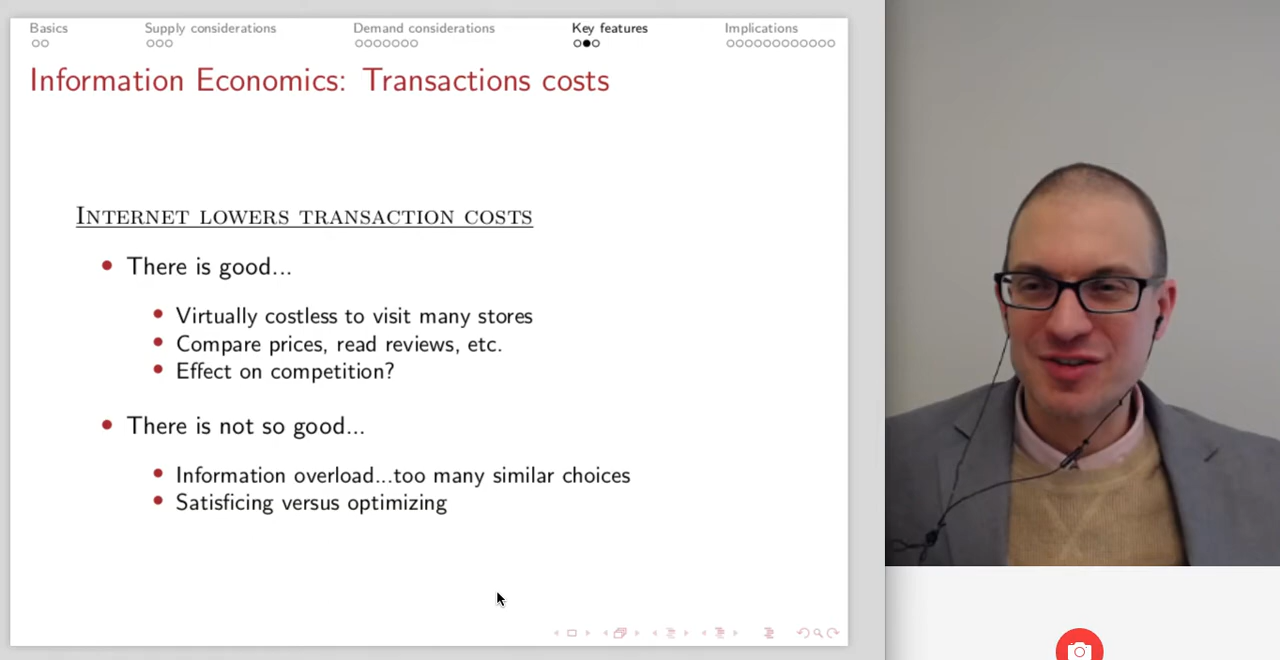 Basics Supply considerations Demand considerations Key features Implications
Information Economics: Transactions costs
Internet lowers transaction costs
There is good...
Virtually costless to visit many stores
Compare prices, read reviews, etc.
Effect on competition?
There is not so good...
Information overload...too many similar choices
Satisficing versus optimizing